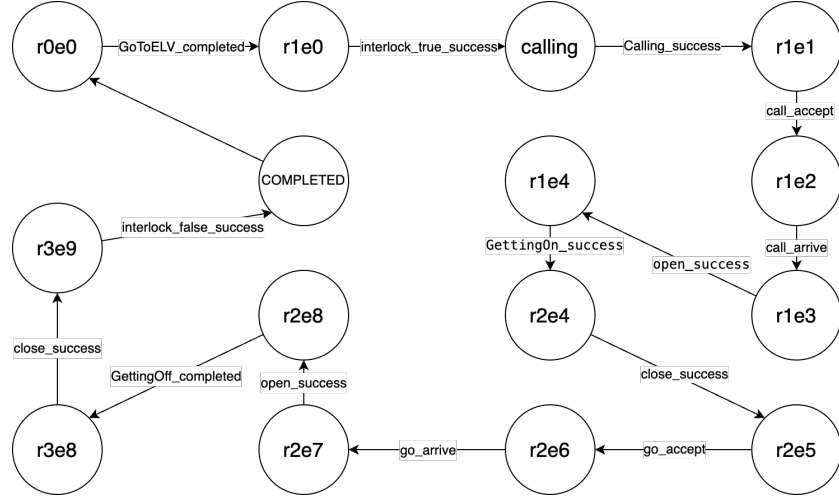 r0e0
GoToELV_completed
r1e0
interlock_true_success
calling
Calling_success
r1e1
call_accept
COMPLETED
r1e4
r1e2
interlock_false_success
GettingOn_success
call_arrive
r3e9
open_success
r2e8
r2e4
r1e3
close_success
GettingOff_completed
open_success
close_success
r3e8
r2e7
go_arrive
r2e6
go_accept
r2e5